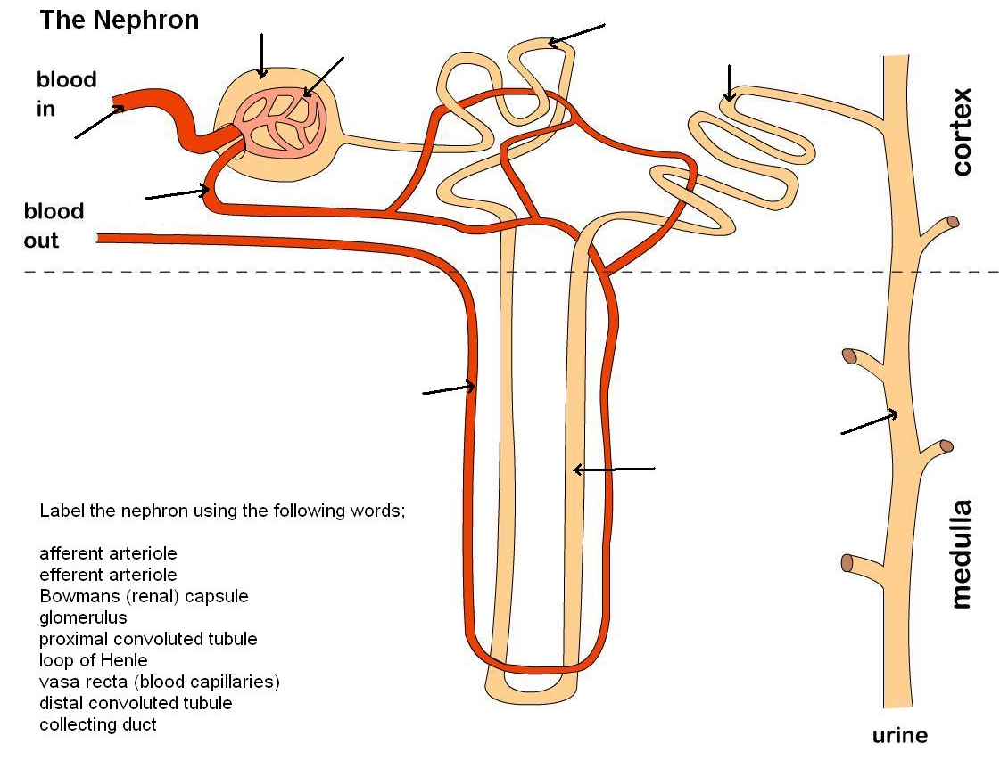 The Nephron
blood
in
blood
out
cortex
medulla
Label the nephron using the following words;
afferent arteriole
efferent arteriole
Bowmans (renal) capsule
glomerulus
proximal convoluted tubule
loop of Henle
vasa recta (blood capillaries)
distal convoluted tubule
collecting duct
urine